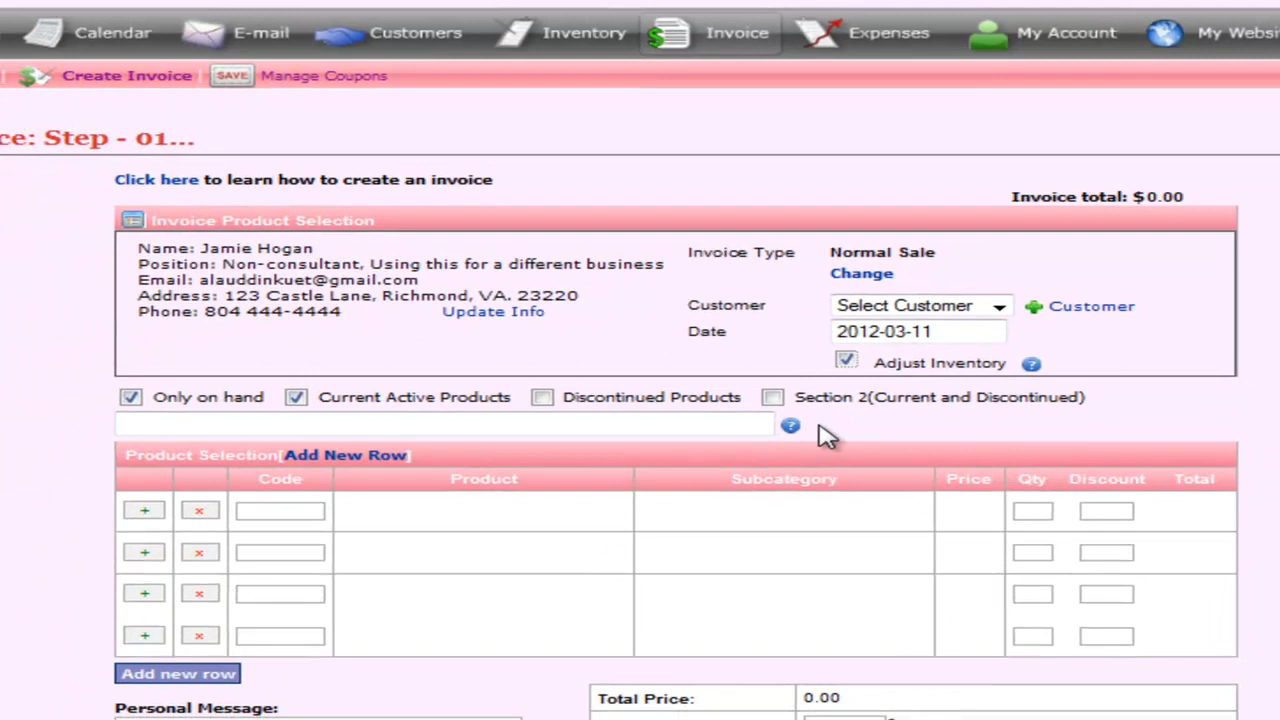 Calendar E-mail Customers Inventory Invoice Expenses My Account My Websi
Create Invoice SAVE Manage Coupons
ce: Step - 01...
Click here to learn how to create an invoice
Invoice total: $0.00
Invoice Product Selection
Name: Jamie Hogan
Position: Non-consultant, Using this for a different business
Email: alauddinkuet@gmail.com
Address: 123 Castle Lane, Richmond, VA. 23220
Phone: 804 444-4444 Update Info
Invoice Type Normal Sale
Change
Customer Select Customer Customer
Date 2012-03-11
Adjust Inventory ?
Only on hand Current Active Products Discontinued Products Section 2(Current and Discontinued)
?
Product Selection[Add New Row]
Code Product Subcategory Price Qty Discount Total
+ x
+ x
+ x
+ x
Add new row
Total Price: 0.00
Personal Message: